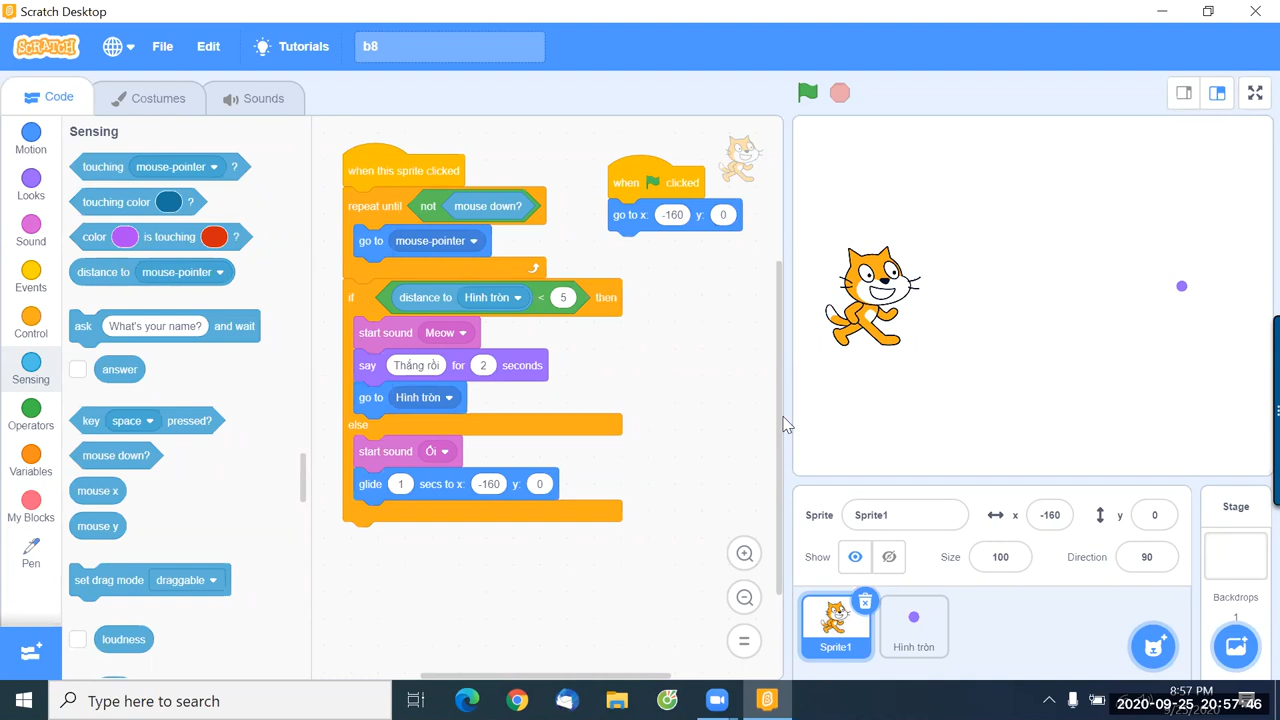 Scratch Desktop
SCRATCH
File
Edit
Tutorials
b8
Code
Costumes
Sounds
Motion
Looks
Sound
Events
Control
Sensing
Operators
Variables
My Blocks
Pen
Sensing
touching mouse-pointer ?
touching color ?
color is touching ?
distance to mouse-pointer
ask What's your name? and wait
answer
key space pressed?
mouse down?
mouse x
mouse y
set drag mode draggable
loudness
when this sprite clicked
repeat until not mouse down?
go to mouse-pointer
if distance to Hình tròn < 5 then
start sound Meow
say Thắng rồi for 2 seconds
go to Hình tròn
else
start sound Ối
glide 1 secs to x: -160 y: 0
when clicked
go to x: -160 y: 0
Sprite Sprite1 x -160 y 0
Show Size 100 Direction 90
Sprite1
Hình tròn
Stage
Backdrops
1
Type here to search
8:57 PM
2020-09-25 20:57:46